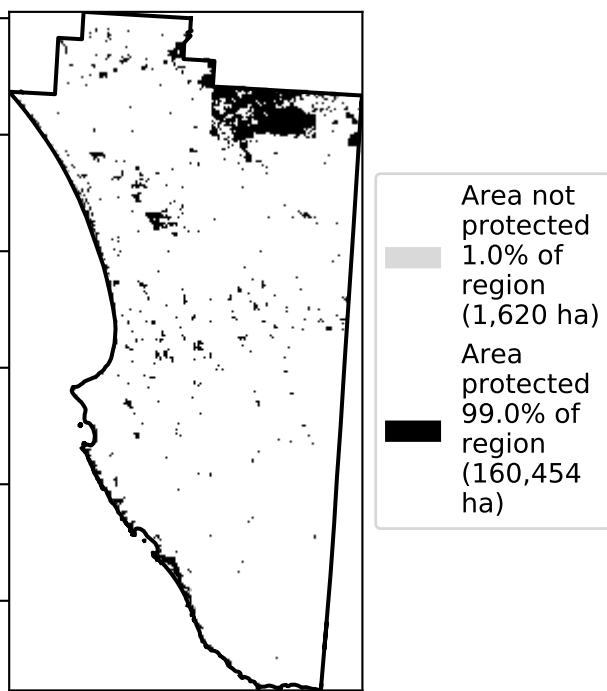 Area not
protected
1.0% of
region
(1,620 ha)
Area
protected
99.0% of
region
(160,454
ha)